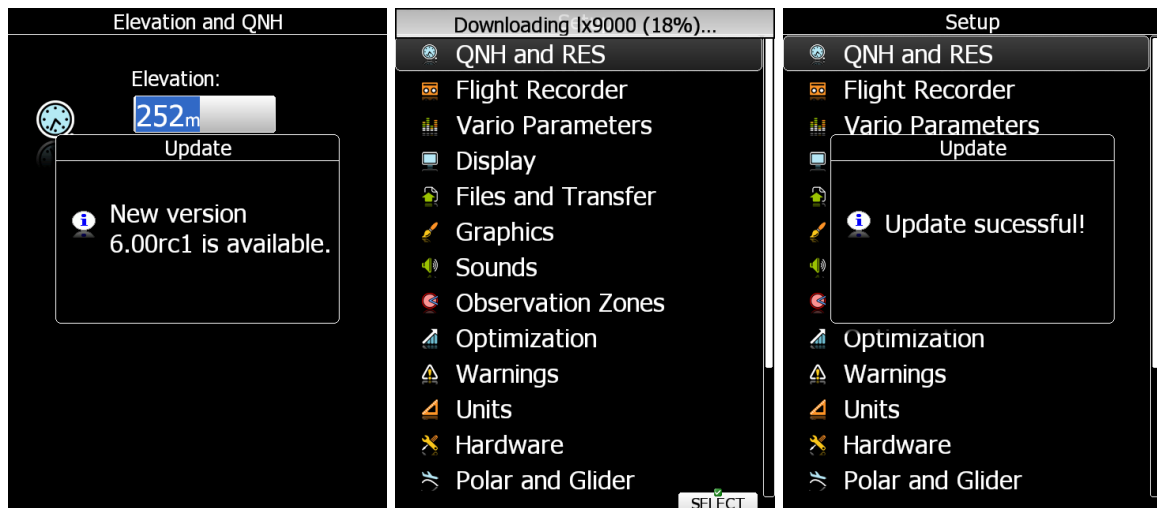 Elevation and QNH
Elevation:
252m
Update
New version
6.00rc1 is available.
Downloading lx9000 (18%)...
QNH and RES
Flight Recorder
Vario Parameters
Display
Files and Transfer
Graphics
Sounds
Observation Zones
Optimization
Warnings
Units
Hardware
Polar and Glider
SELECT
Setup
QNH and RES
Flight Recorder
Vario Parameters
Update
Update sucessful!
Optimization
Warnings
Units
Hardware
Polar and Glider